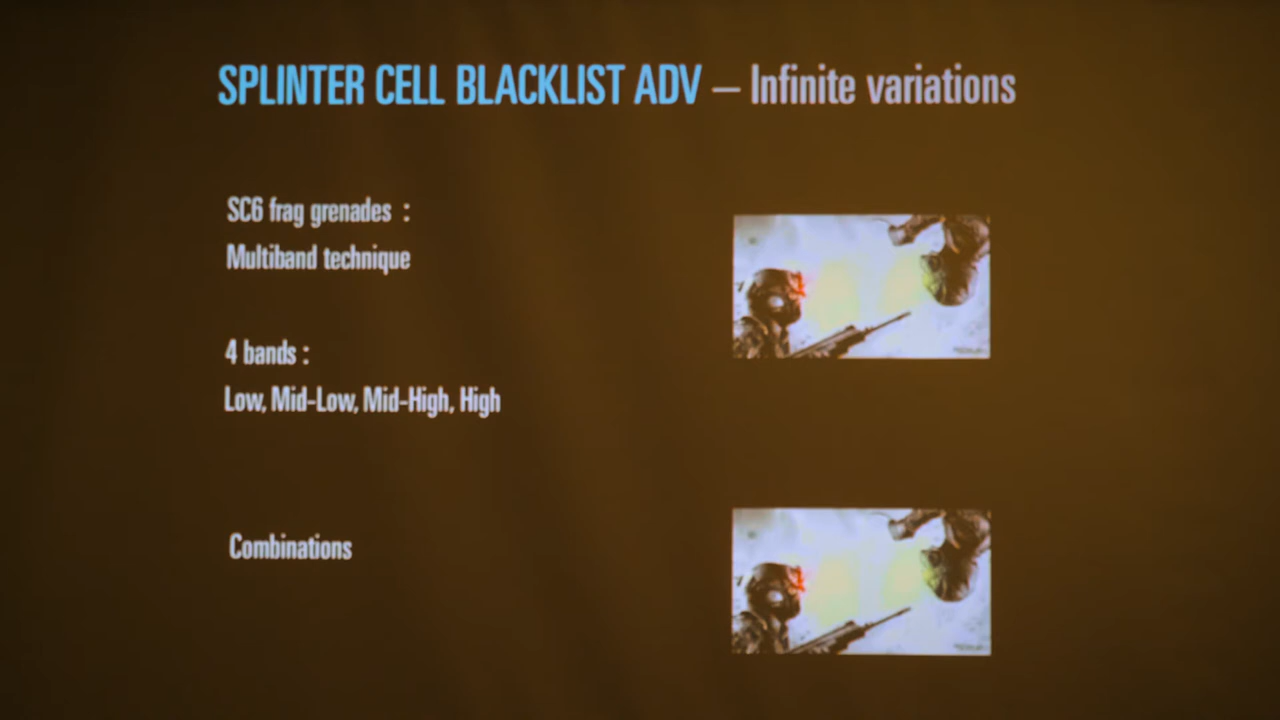 SPLINTER CELL BLACKLIST ADV – Infinite variations
SC6 frag grenades :
Multiband technique
4 bands :
Low, Mid-Low, Mid-High, High
Combinations